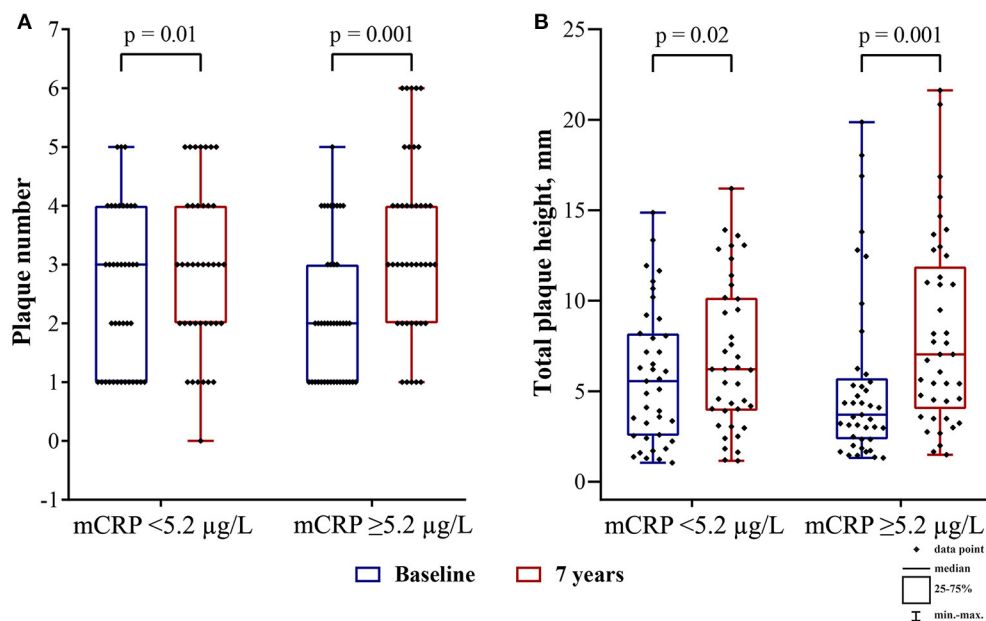 A
Plaque number
7
6
5
4
3
2
1
0
-1
p = 0.01
p = 0.001
mCRP <5.2 µg/L
mCRP ≥5.2 µg/L
B
Total plaque height, mm
25
20
15
10
5
0
p = 0.02
p = 0.001
mCRP <5.2 µg/L
mCRP ≥5.2 µg/L
Baseline
7 years
data point
median
25-75%
min.-max.